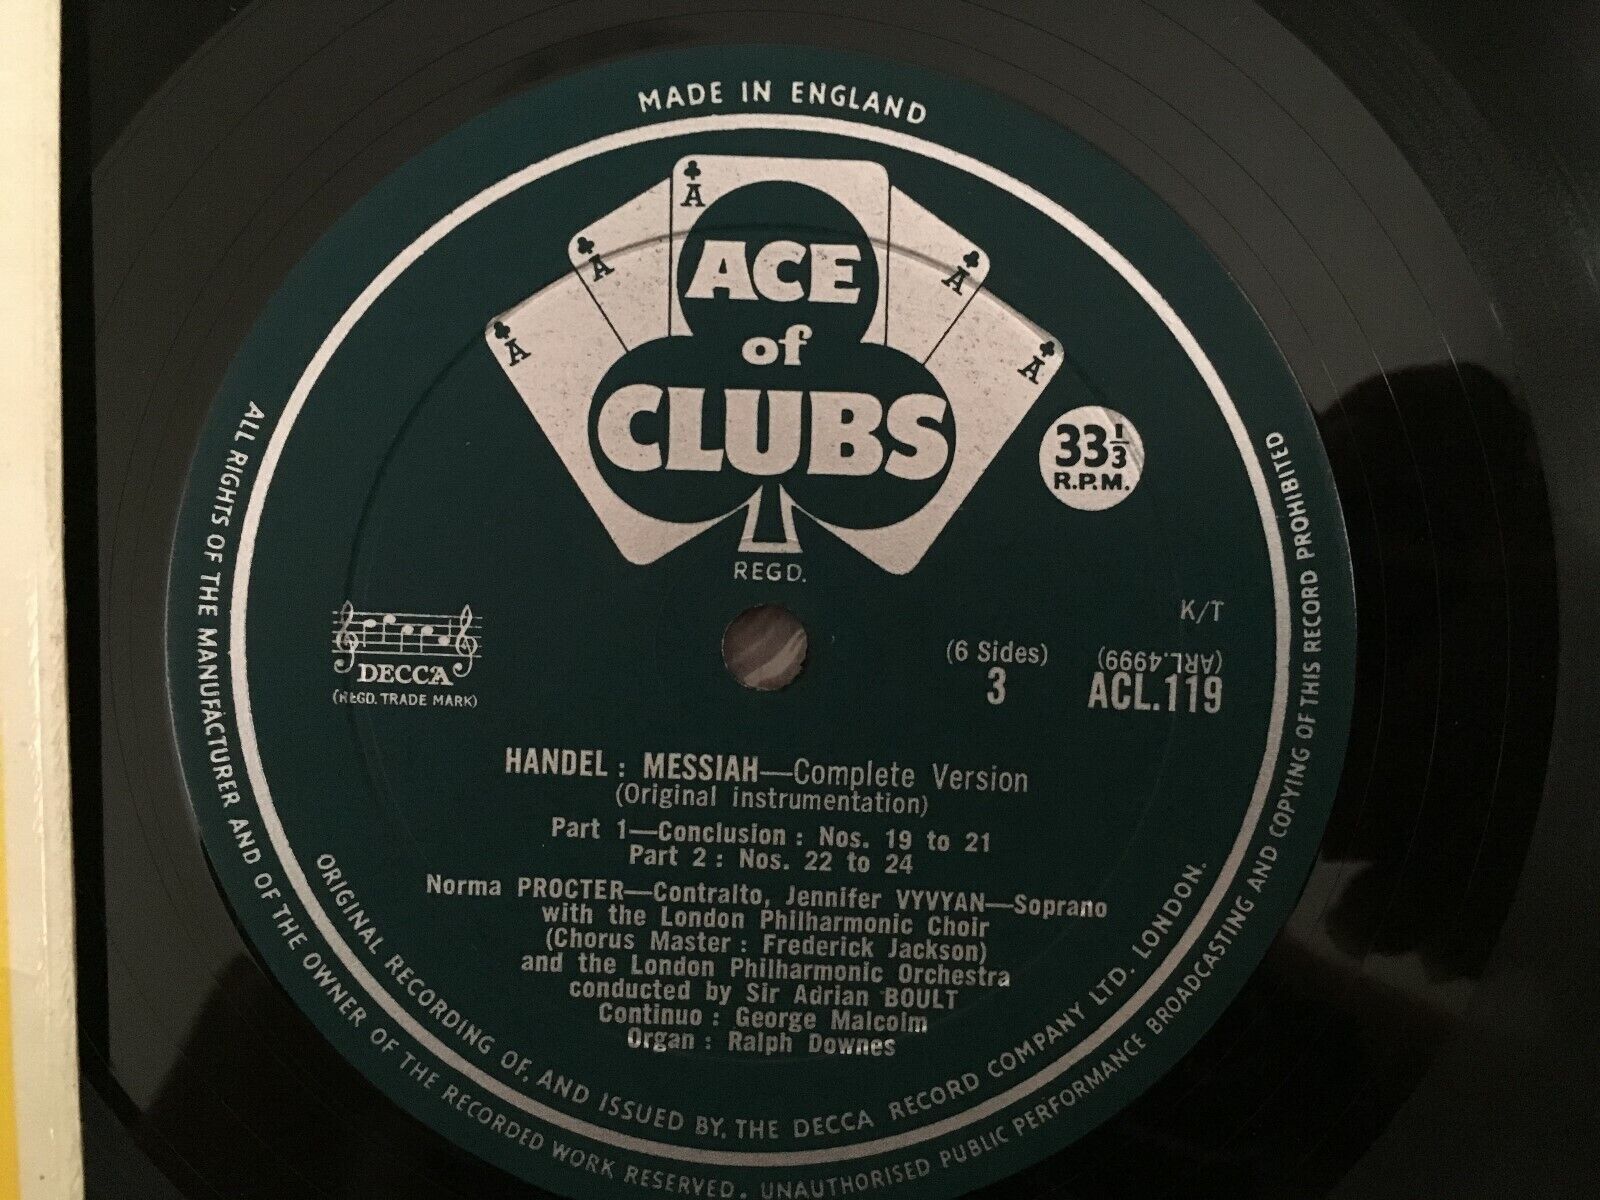 MADE IN ENGLAND
A
A
A
A
A
ACE
of
CLUBS
REGD.
33⅓
R.P.M.
DECCA
(REGD. TRADE MARK)
K/T
(6 Sides)
(ARL.4999)
3
ACL.119
HANDEL : MESSIAH—Complete Version
(Original instrumentation)
Part 1—Conclusion : Nos. 19 to 21
Part 2 : Nos. 22 to 24
Norma PROCTER—Contralto, Jennifer VYVYAN—Soprano
with the London Philharmonic Choir
(Chorus Master : Frederick Jackson)
and the London Philharmonic Orchestra
conducted by Sir Adrian BOULT
Continuo : George Malcolm
Organ : Ralph Downes
ORIGINAL RECORDING OF, AND ISSUED BY, THE DECCA RECORD COMPANY LTD. LONDON.
ALL RIGHTS OF THE MANUFACTURER AND OF THE OWNER OF THE RECORDED WORK RESERVED. UNAUTHORISED PUBLIC PERFORMANCE BROADCASTING AND COPYING OF THIS RECORD PROHIBITED